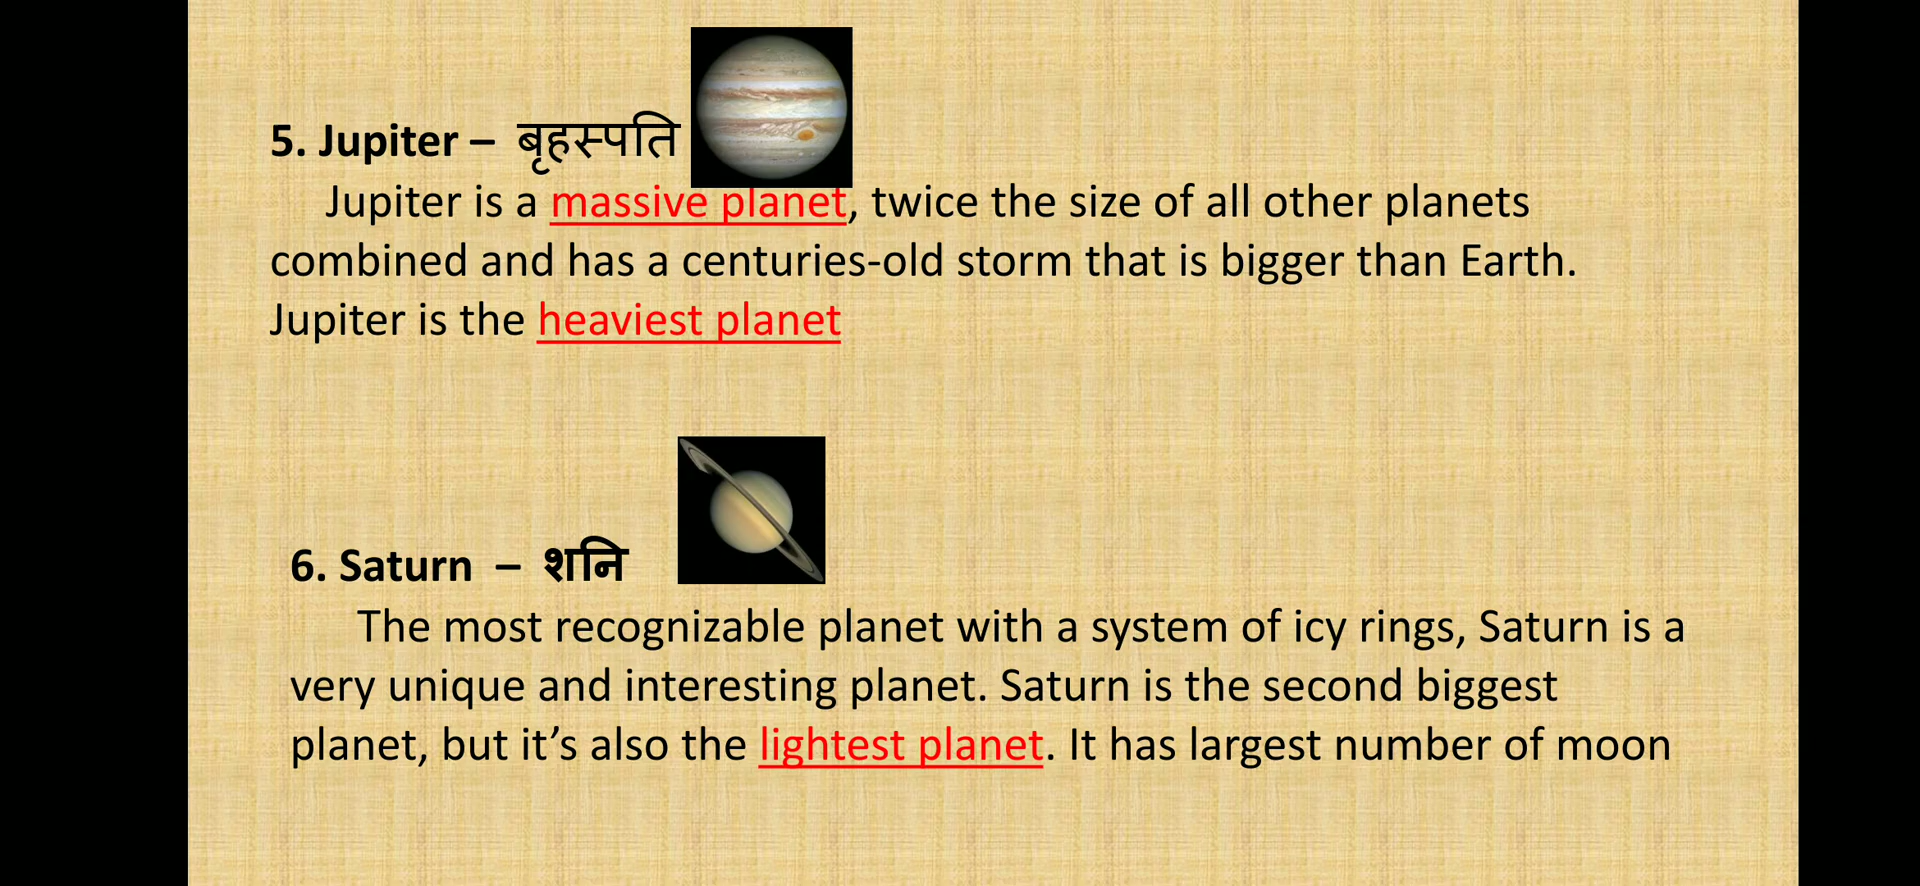 5. Jupiter – बृहस्पति
Jupiter is a massive planet, twice the size of all other planets
combined and has a centuries-old storm that is bigger than Earth.
Jupiter is the heaviest planet
6. Saturn – शनि
The most recognizable planet with a system of icy rings, Saturn is a
very unique and interesting planet. Saturn is the second biggest
planet, but it’s also the lightest planet. It has largest number of moon